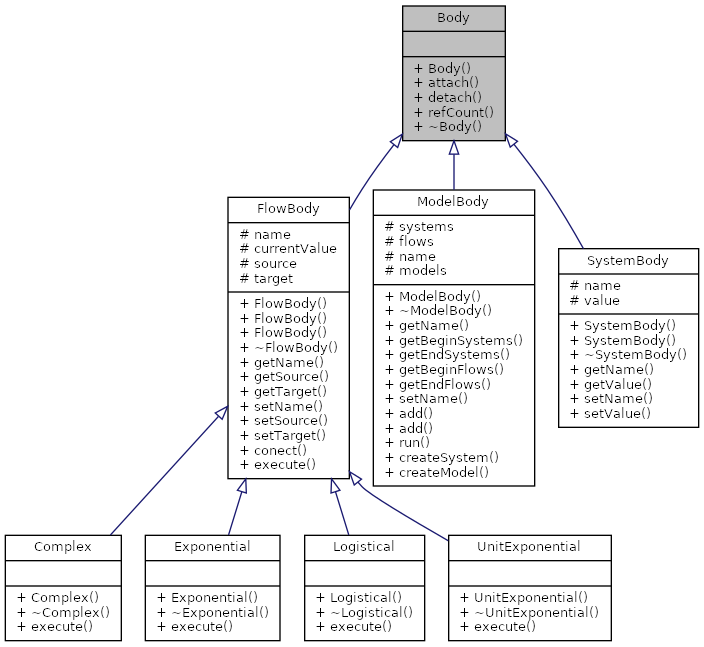 Body
+ Body()
+ attach()
+ detach()
+ refCount()
+ ~Body()
FlowBody
# name
# currentValue
# source
# target
+ FlowBody()
+ FlowBody()
+ FlowBody()
+ ~FlowBody()
+ getName()
+ getSource()
+ getTarget()
+ setName()
+ setSource()
+ setTarget()
+ conect()
+ execute()
ModelBody
# systems
# flows
# name
# models
+ ModelBody()
+ ~ModelBody()
+ getName()
+ getBeginSystems()
+ getEndSystems()
+ getBeginFlows()
+ getEndFlows()
+ setName()
+ add()
+ add()
+ run()
+ createSystem()
+ createModel()
SystemBody
# name
# value
+ SystemBody()
+ SystemBody()
+ ~SystemBody()
+ getName()
+ getValue()
+ setName()
+ setValue()
Complex
+ Complex()
+ ~Complex()
+ execute()
Exponential
+ Exponential()
+ ~Exponential()
+ execute()
Logistical
+ Logistical()
+ ~Logistical()
+ execute()
UnitExponential
+ UnitExponential()
+ ~UnitExponential()
+ execute()